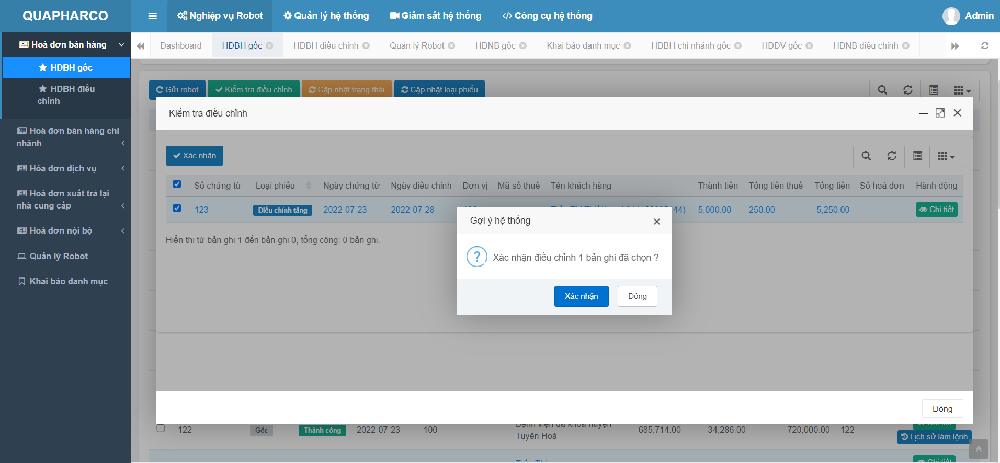 QUAPHARCO
Nghiệp vụ Robot
Quản lý hệ thống
Giám sát hệ thống
Công cụ hệ thống
Admin
Hoá đơn bán hàng
HDBH gốc
HDBH điều
chỉnh
Hoá đơn bán hàng chi
nhánh
Hóa đơn dịch vụ
Hoá đơn xuất trả lại
nhà cung cấp
Hoá đơn nội bộ
Quản lý Robot
Khai báo danh mục
Dashboard
HDBH gốc
HDBH điều chỉnh
Quản lý Robot
HDNB gốc
Khai báo danh mục
HDBH chi nhánh gốc
HDDV gốc
HDNB điều chỉnh
Gửi robot
Kiểm tra điều chỉnh
Cập nhật trạng thái
Cập nhật loại phiếu
Kiểm tra điều chỉnh
Xác nhận
Số chứng từ Loại phiếu Ngày chứng từ Ngày điều chỉnh Đơn vị Mã số thuế Tên khách hàng Thành tiền Tổng tiền thuế Tổng tiền Số hoá đơn Hành động
123 Điều chỉnh tăng 2022-07-23 2022-07-28 44) 5,000.00 250.00 5,250.00 - Chi tiết
Hiển thị từ bản ghi 1 đến bản ghi 0, tổng cộng: 0 bản ghi.
Gợi ý hệ thống
Xác nhận điều chỉnh 1 bản ghi đã chọn ?
Xác nhận
Đóng
Đóng
122 Gốc Thành công 2022-07-23 100 Bệnh viện đa khoa huyện
Tuyên Hoá
685,714.00 34,286.00 720,000.00 122 Chi tiết
Lịch sử làm lệnh
Trần Thị
Chi tiết